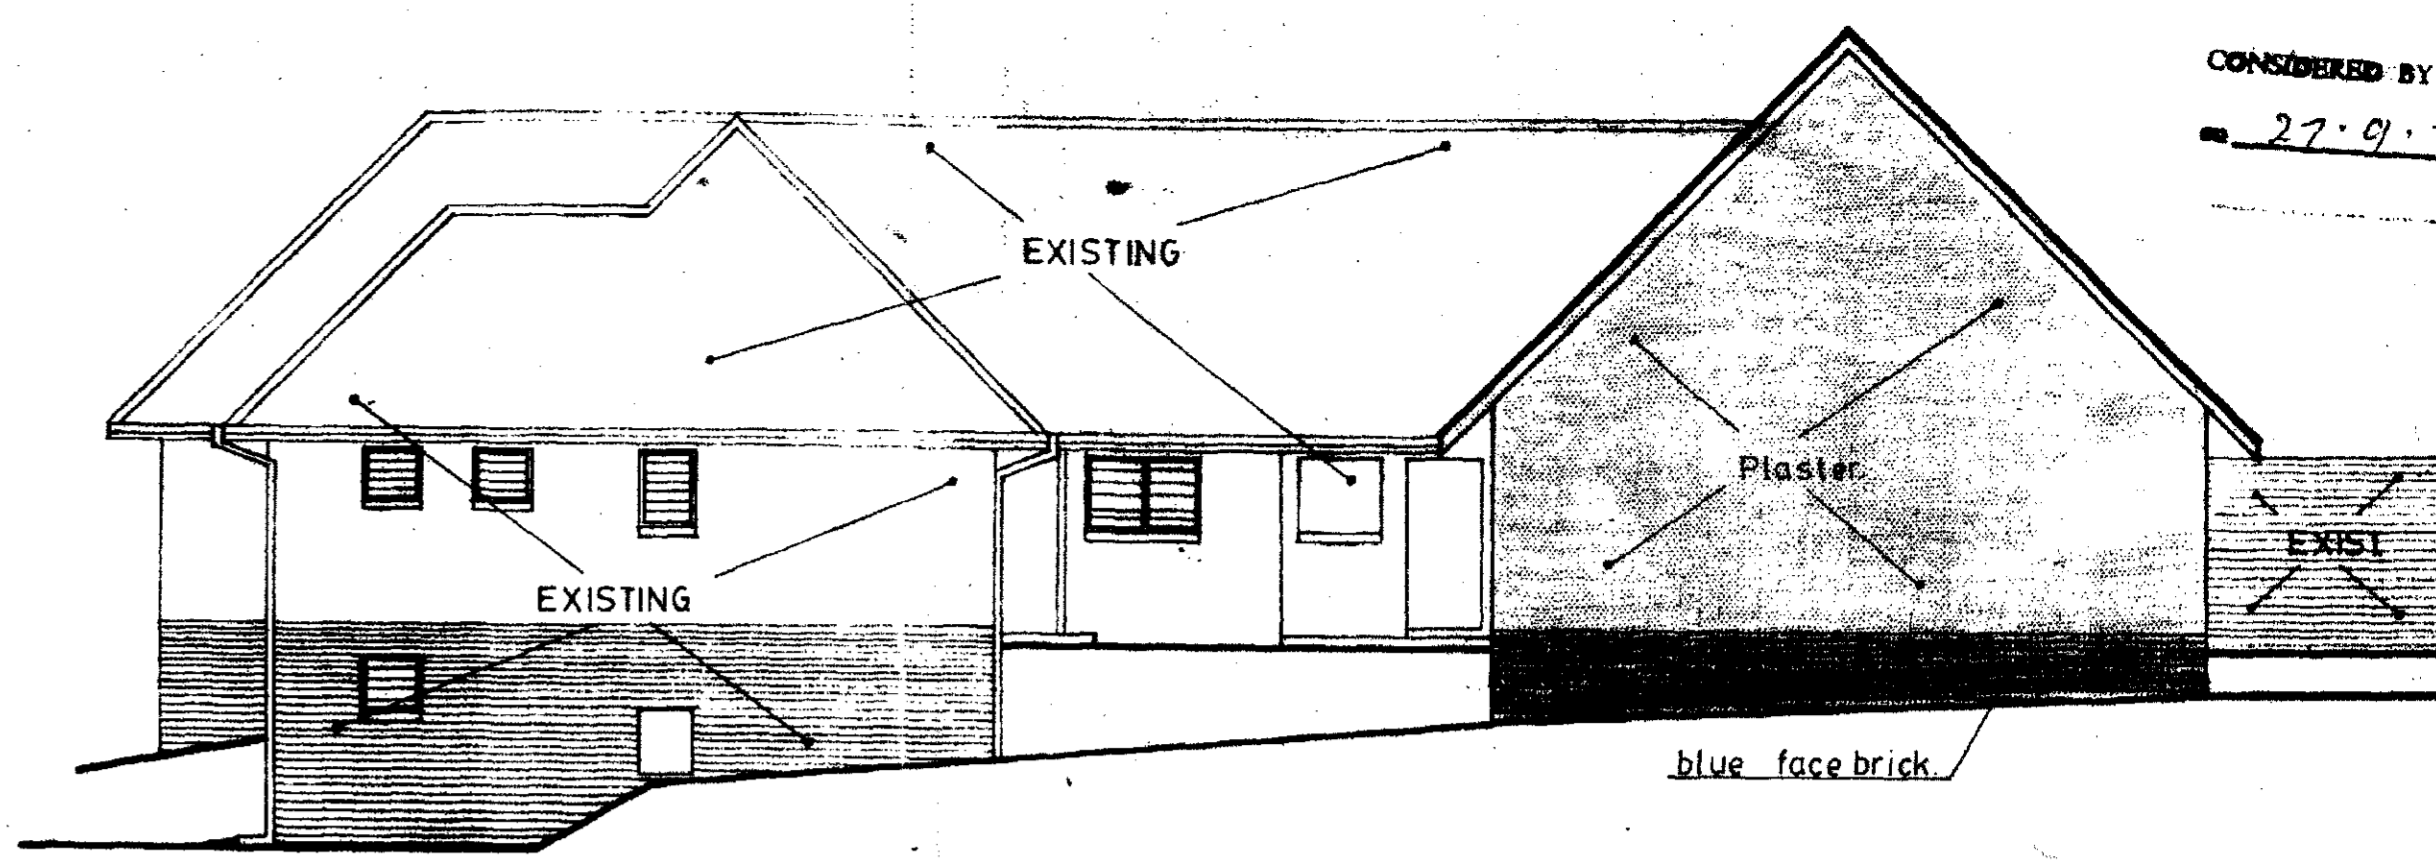 CONSIDERED BY
27.9.
EXISTING
Plaster.
EXIST.
EXISTING
blue face brick.